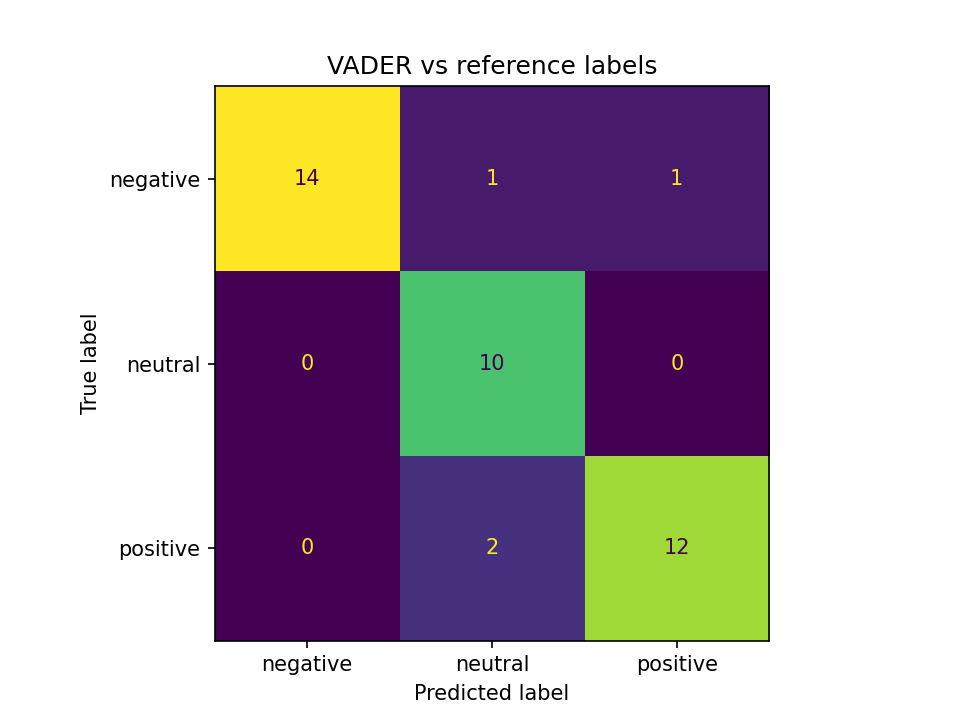 VADER vs reference labels
True label
negative 14 1 1
neutral 0 10 0
positive 0 2 12
negative neutral positive
Predicted label